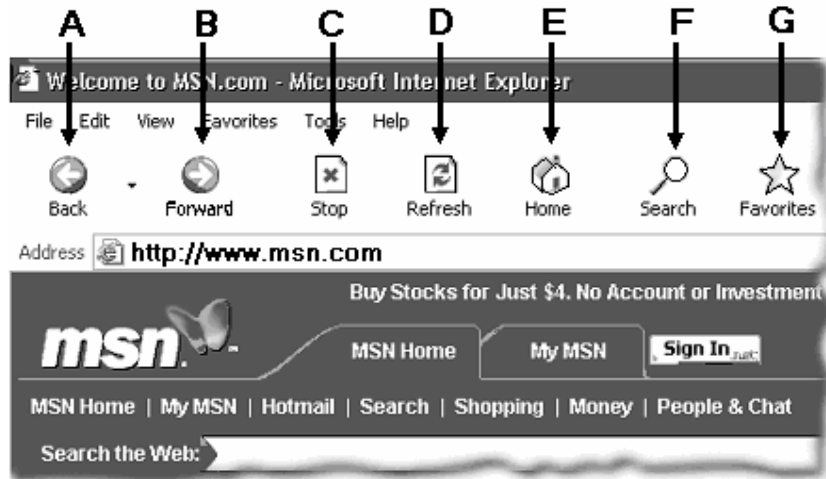 A B C D E F G
Welcome to MSN.com - Microsoft Internet Explorer
File Edit View Favorites Tools Help
Back Forward Stop Refresh Home Search Favorites
Address http://www.msn.com
Buy Stocks for Just $4. No Account or Investment
msn MSN Home My MSN Sign In .net
MSN Home | My MSN | Hotmail | Search | Shopping | Money | People & Chat
Search the Web: